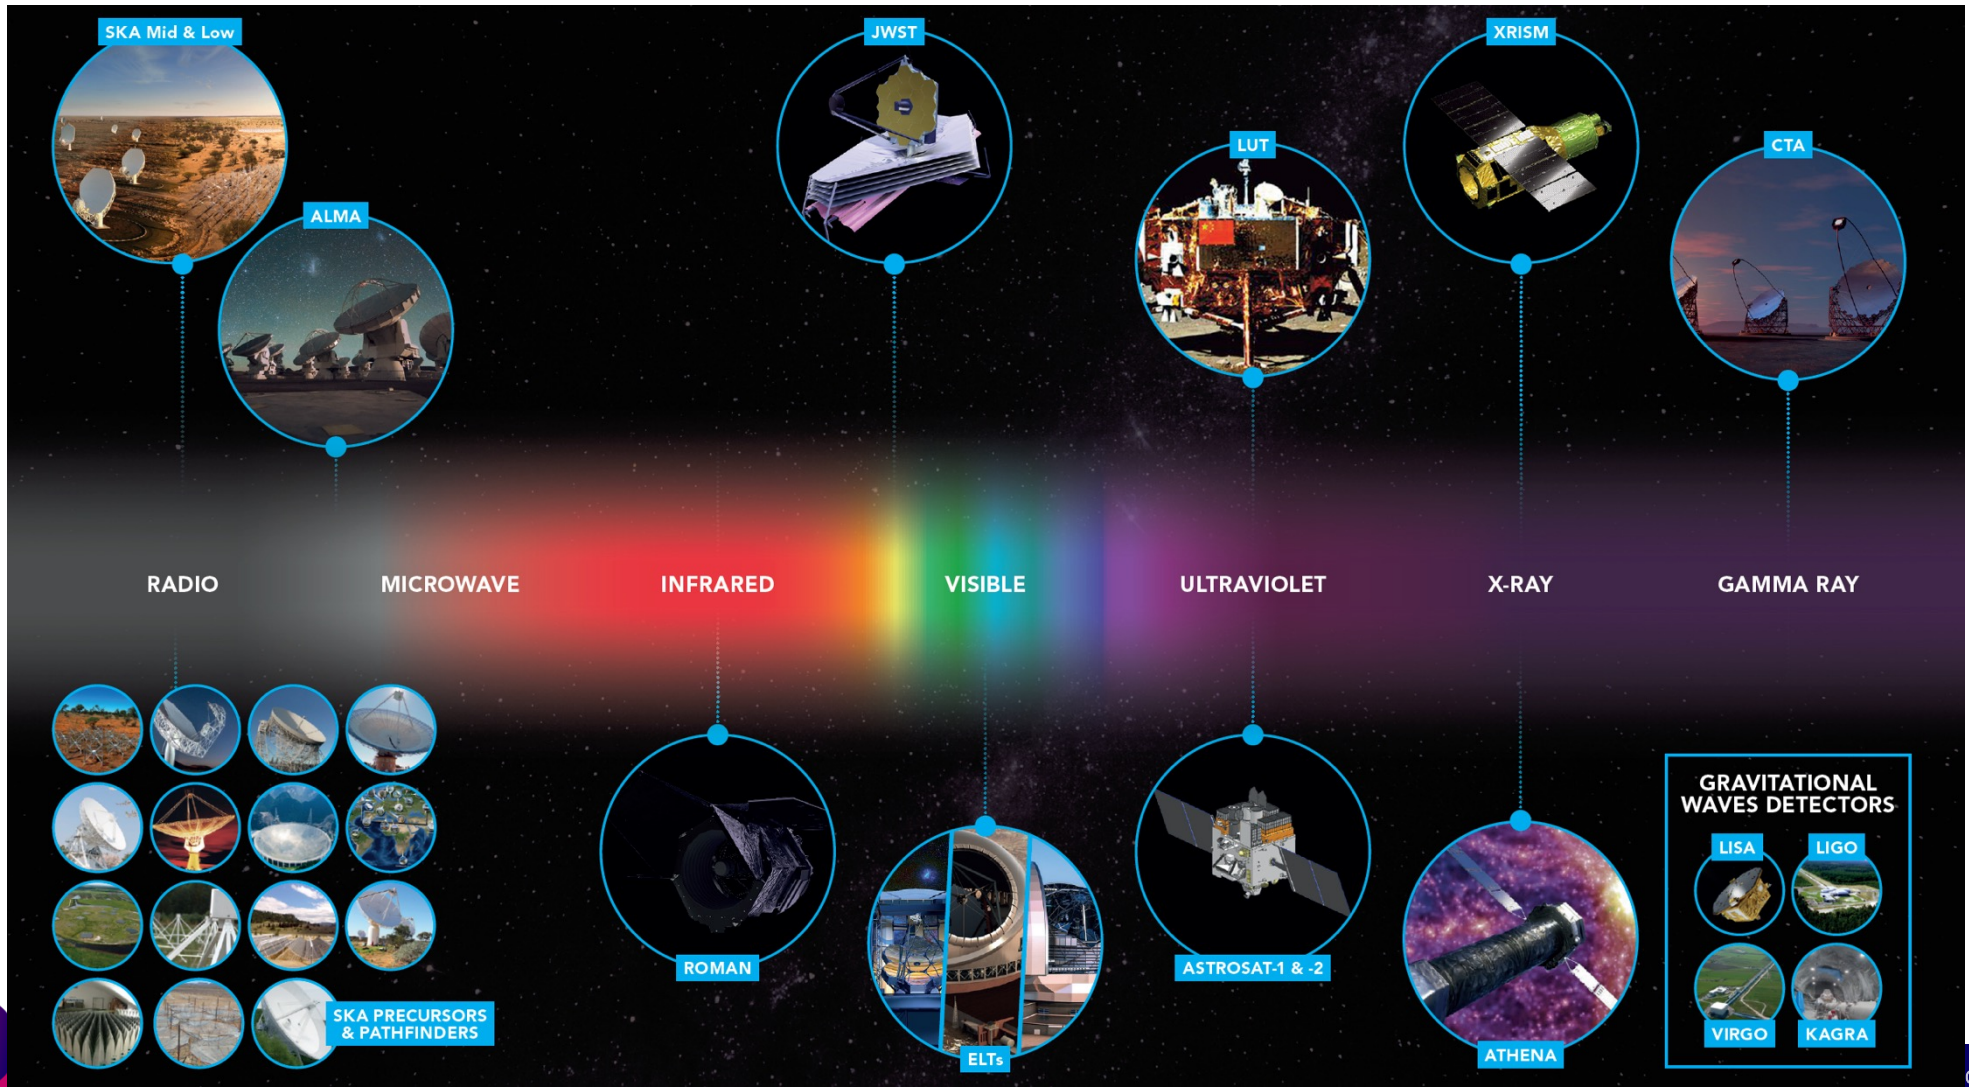 SKA Mid & Low
JWST
XRISM
LUT
CTA
ALMA
RADIO
MICROWAVE
INFRARED
VISIBLE
ULTRAVIOLET
X-RAY
GAMMA RAY
GRAVITATIONAL
WAVES DETECTORS
LISA
LIGO
VIRGO
KAGRA
ROMAN
ASTROSAT-1 & -2
SKA PRECURSORS
& PATHFINDERS
ELTs
ATHENA